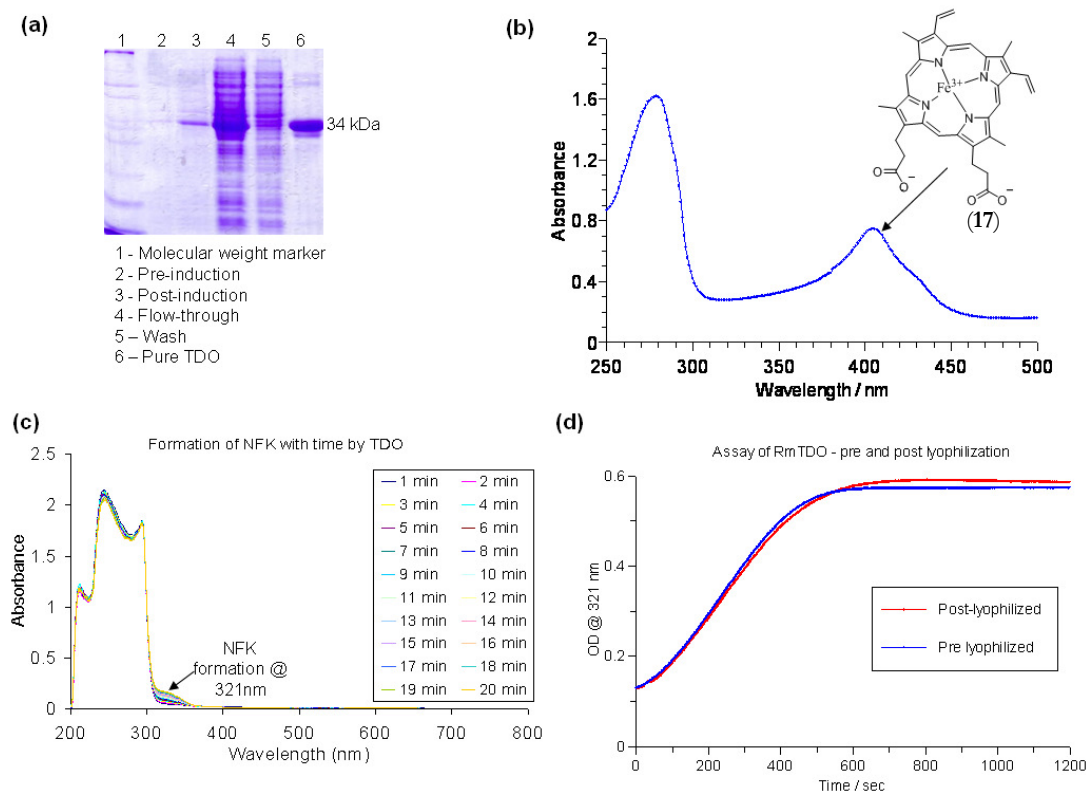 (a)
1 2 3 4 5 6
34 kDa
1 - Molecular weight marker
2 - Pre-induction
3 - Post-induction
4 - Flow-through
5 – Wash
6 – Pure TDO
(b)
2
1.6
1.2
0.8
0.4
0
Absorbance
250 300 350 400 450 500
Wavelength / nm
N
N
Fe3+
N
N
O
O−
O
O−
(17)
(c)
Formation of NFK with time by TDO
2.5
2
1.5
1
0.5
0
Absorbance
200 300 400 500 600 700
Wavelength (nm)
NFK
formation @
321nm
1 min 2 min
3 min 4 min
5 min 6 min
7 min 8 min
9 min 10 min
11 min 12 min
13 min 14 min
15 min 16 min
17 min 18 min
19 min 20 min
(d)
Assay of RmTDO - pre and post lyophilization
0.6
0.4
0.2
0.0
OD @ 321 nm
0 200 400 600 800 1000 1200
Time / sec
Post-lyophilized
Pre lyophilized